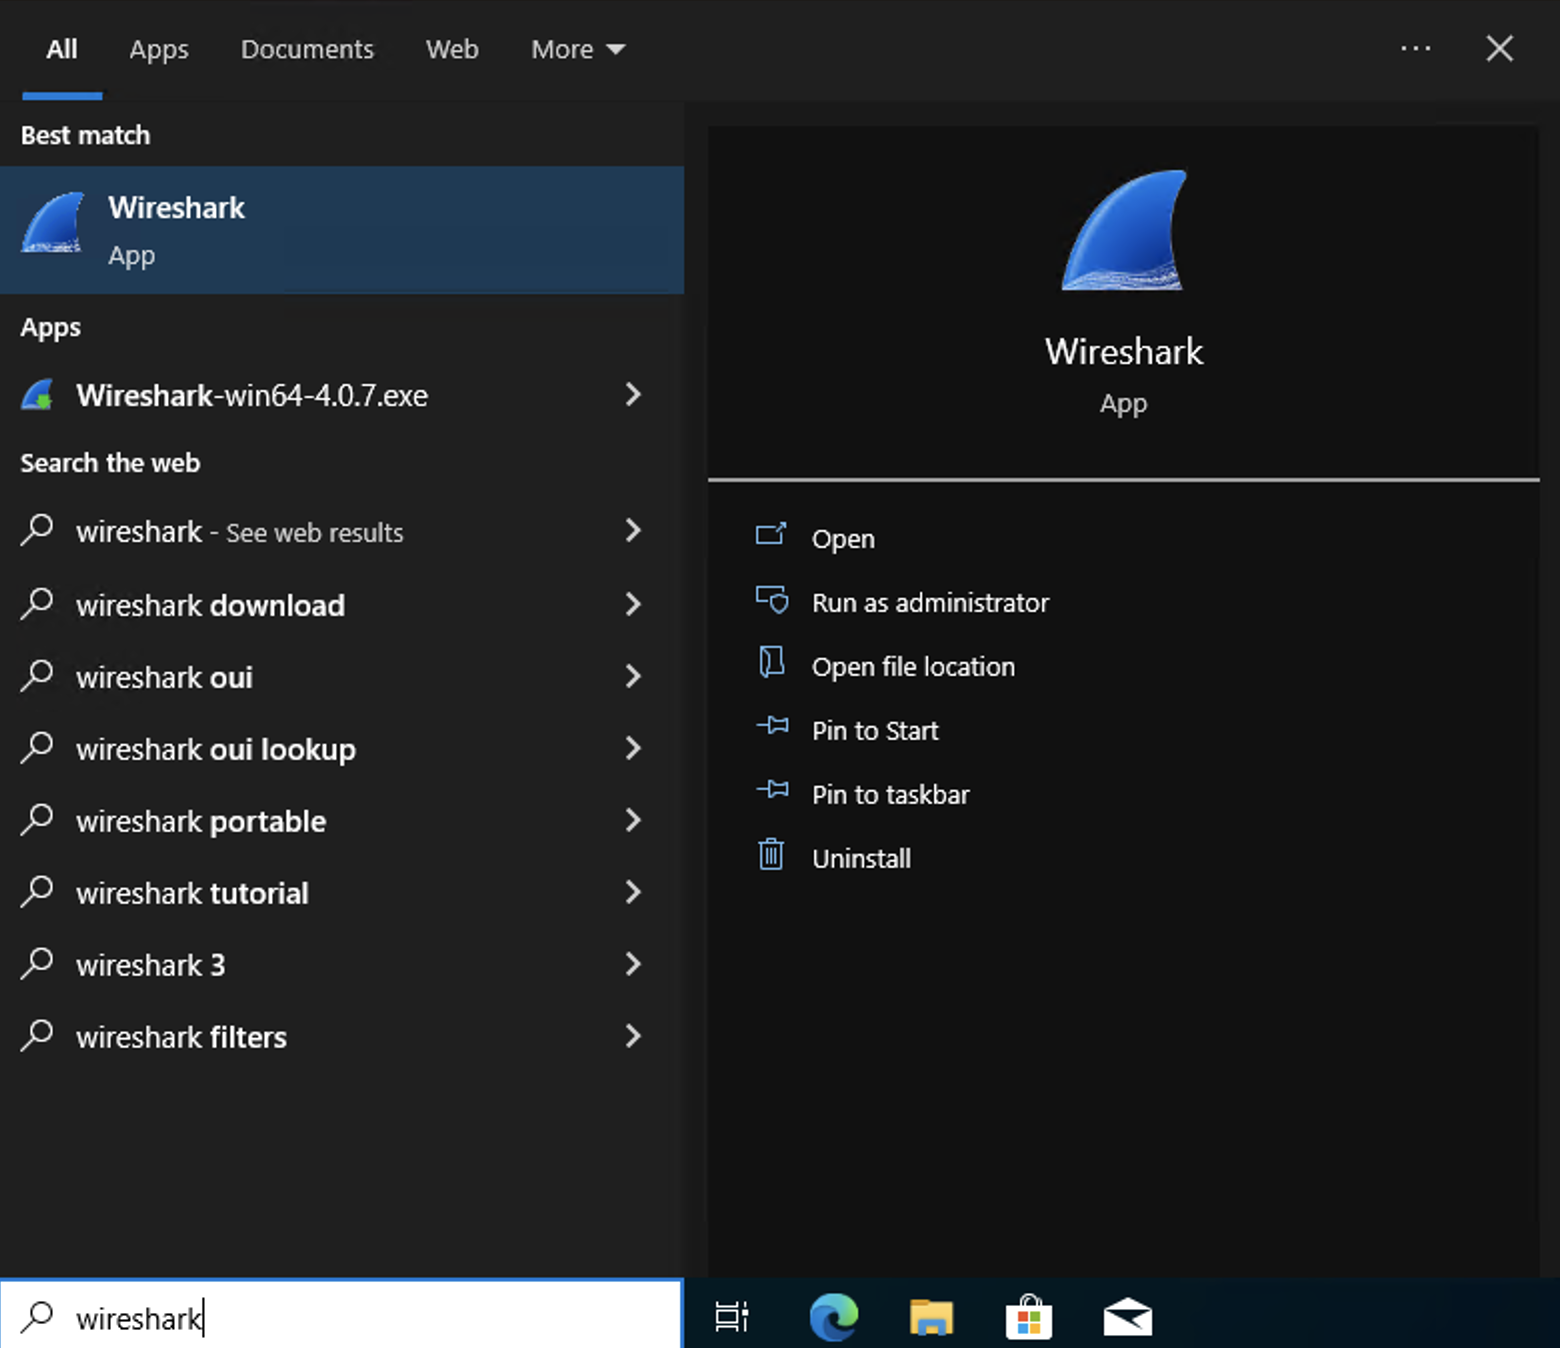 All Apps Documents Web More
Best match
Wireshark
App
Apps
Wireshark-win64-4.0.7.exe
Search the web
wireshark - See web results
wireshark download
wireshark oui
wireshark oui lookup
wireshark portable
wireshark tutorial
wireshark 3
wireshark filters
Wireshark
App
Open
Run as administrator
Open file location
Pin to Start
Pin to taskbar
Uninstall
wireshark